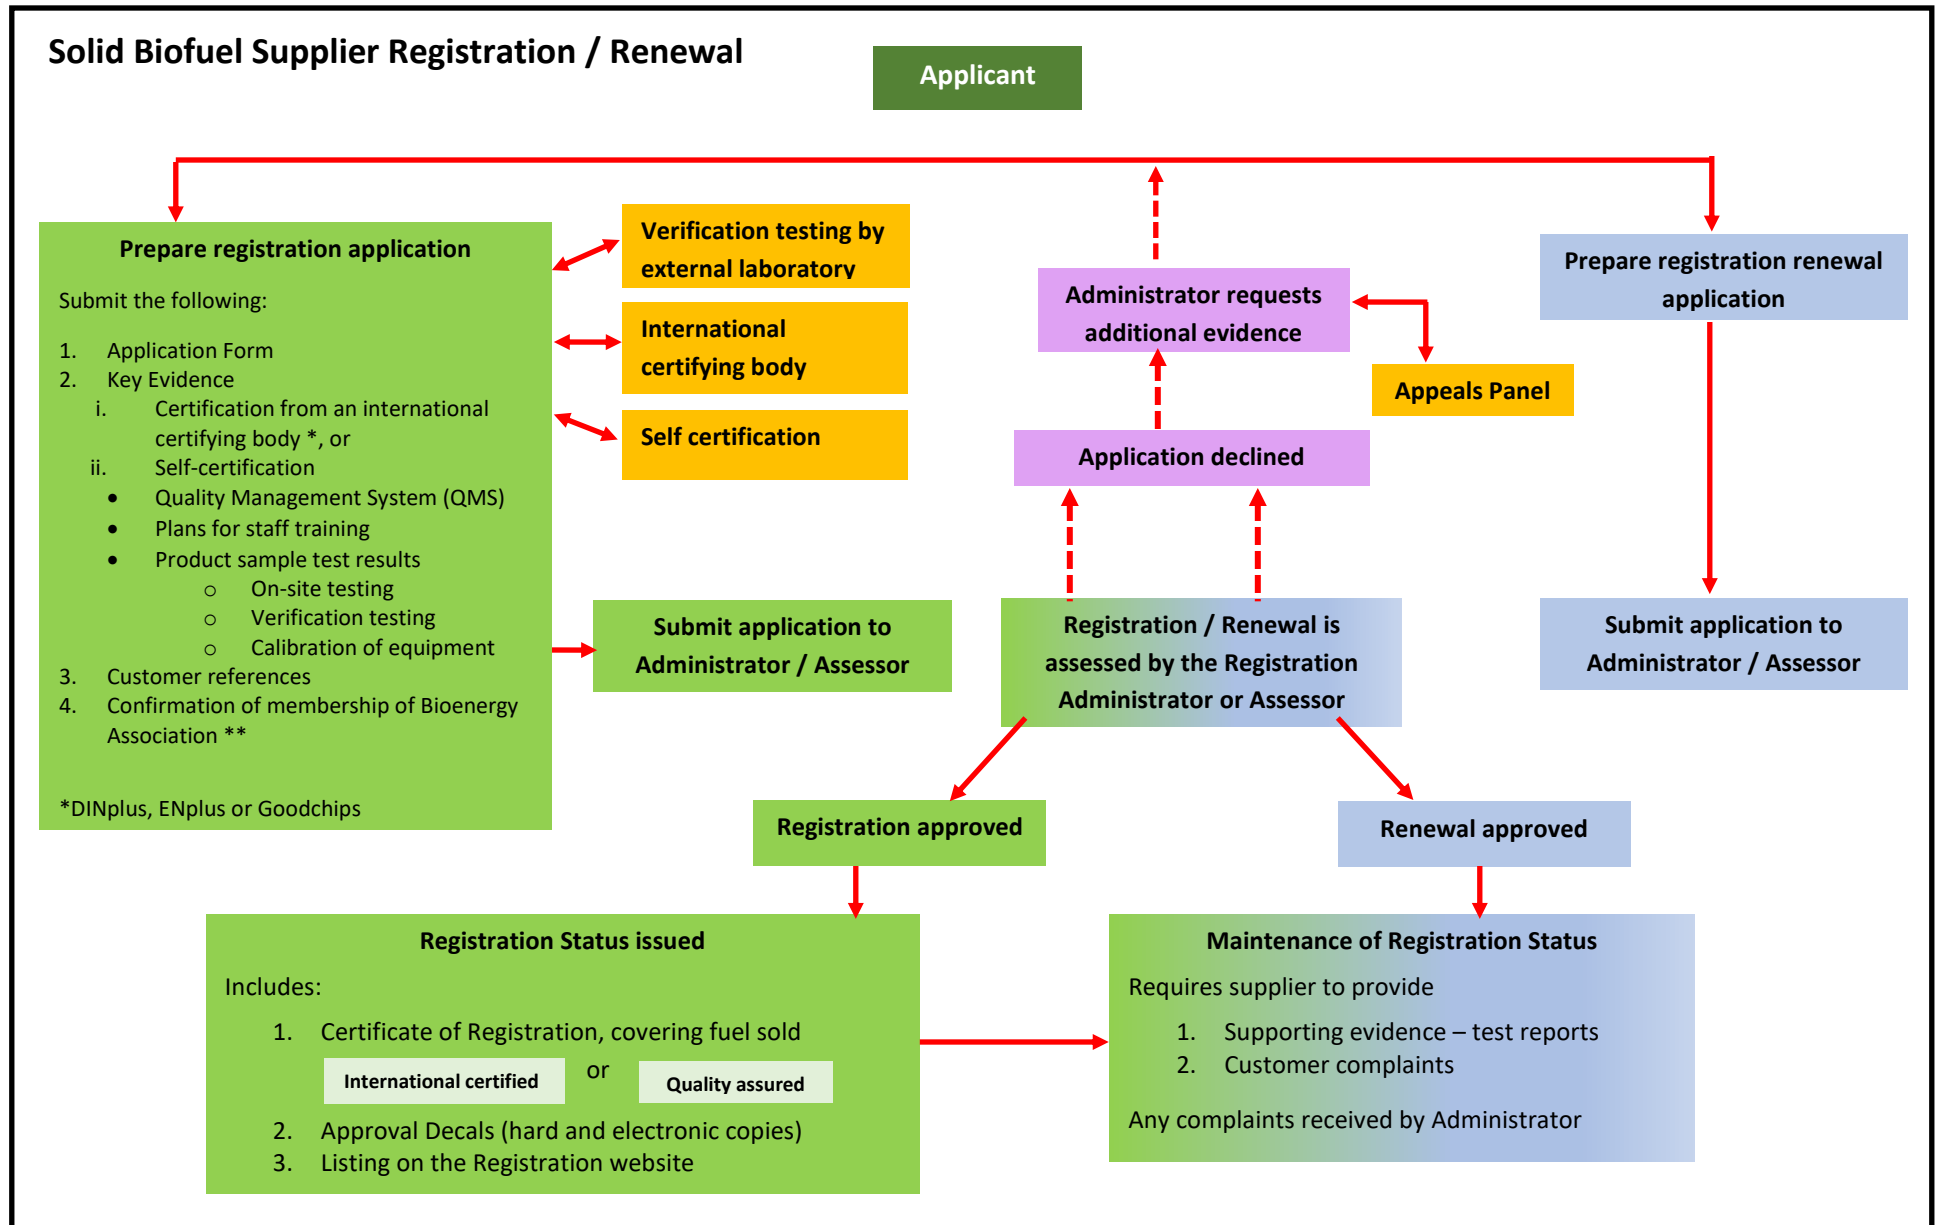 Solid Biofuel Supplier Registration / Renewal
Applicant
Prepare registration application
Submit the following:
1. Application Form
2. Key Evidence
i. Certification from an international
certifying body *, or
ii. Self-certification
• Quality Management System (QMS)
• Plans for staff training
• Product sample test results
o On-site testing
o Verification testing
o Calibration of equipment
3. Customer references
4. Confirmation of membership of Bioenergy
Association **
*DINplus, ENplus or Goodchips
Verification testing by
external laboratory
International
certifying body
Self certification
Submit application to
Administrator / Assessor
Administrator requests
additional evidence
Appeals Panel
Application declined
Registration / Renewal is
assessed by the Registration
Administrator or Assessor
Prepare registration renewal
application
Submit application to
Administrator / Assessor
Registration approved
Renewal approved
Registration Status issued
Includes:
1. Certificate of Registration, covering fuel sold
International certified or Quality assured
2. Approval Decals (hard and electronic copies)
3. Listing on the Registration website
Maintenance of Registration Status
Requires supplier to provide
1. Supporting evidence – test reports
2. Customer complaints
Any complaints received by Administrator